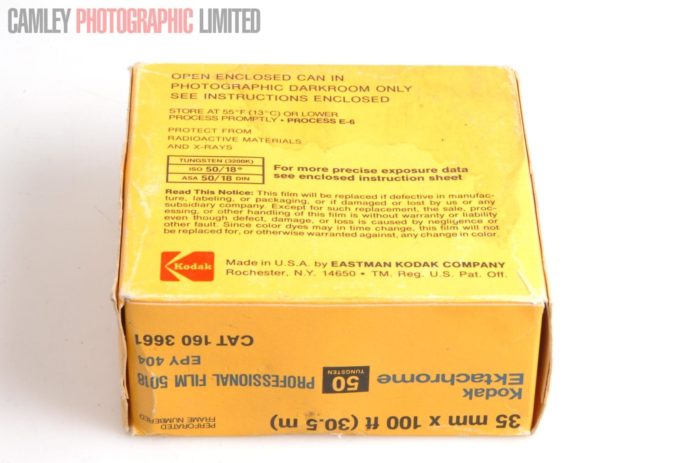 CAMLEY PHOTOGRAPHIC LIMITED
OPEN ENCLOSED CAN IN
PHOTOGRAPHIC DARKROOM ONLY
SEE INSTRUCTIONS ENCLOSED
STORE AT 55°F (13°C) OR LOWER
PROCESS PROMPTLY • PROCESS E-6
PROTECT FROM
RADIOACTIVE MATERIALS
AND X-RAYS
TUNGSTEN (3200K)
ISO 50/18°
ASA 50/18 DIN
For more precise exposure data
see enclosed instruction sheet
Read This Notice: This film will be replaced if defective in manufac-
ture, labeling, or packaging, or if damaged or lost by us or any
subsidiary company. Except for such replacement, the sale, proc-
essing, or other handling of this film is without warranty or liability
even though defect, damage, or loss is caused by negligence or
other fault. Since color dyes may in time change, this film will not
be replaced for, or otherwise warranted against, any change in color.
Kodak
Made in U.S.A. by EASTMAN KODAK COMPANY
Rochester, N.Y. 14650 • TM. Reg. U.S. Pat. Off.
35 mm x 100 ft (30.5 m)
PERFORATED
FRAME NUMBERED
Kodak
Ektachrome
50
TUNGSTEN
PROFESSIONAL FILM 5018
EPY 404
CAT 160 3661